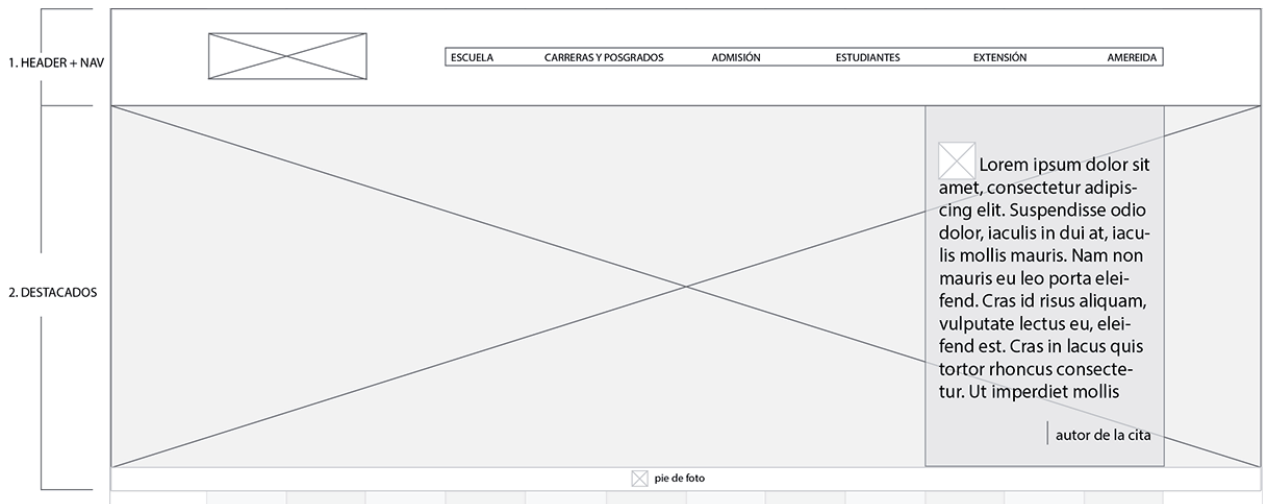 1. HEADER + NAV
ESCUELA
CARRERAS Y POSGRADOS
ADMISIÓN
ESTUDIANTES
EXTENSIÓN
AMEREIDA
2. DESTACADOS
Lorem ipsum dolor sit
amet, consectetur adipis-
cing elit. Suspendisse odio
dolor, iaculis in dui at, iacu-
lis mollis mauris. Nam non
mauris eu leo porta elei-
fend. Cras id risus aliquam,
vulputate lectus eu, elei-
fend est. Cras in lacus quis
tortor rhoncus consecte-
tur. Ut imperdiet mollis
autor de la cita
pie de foto